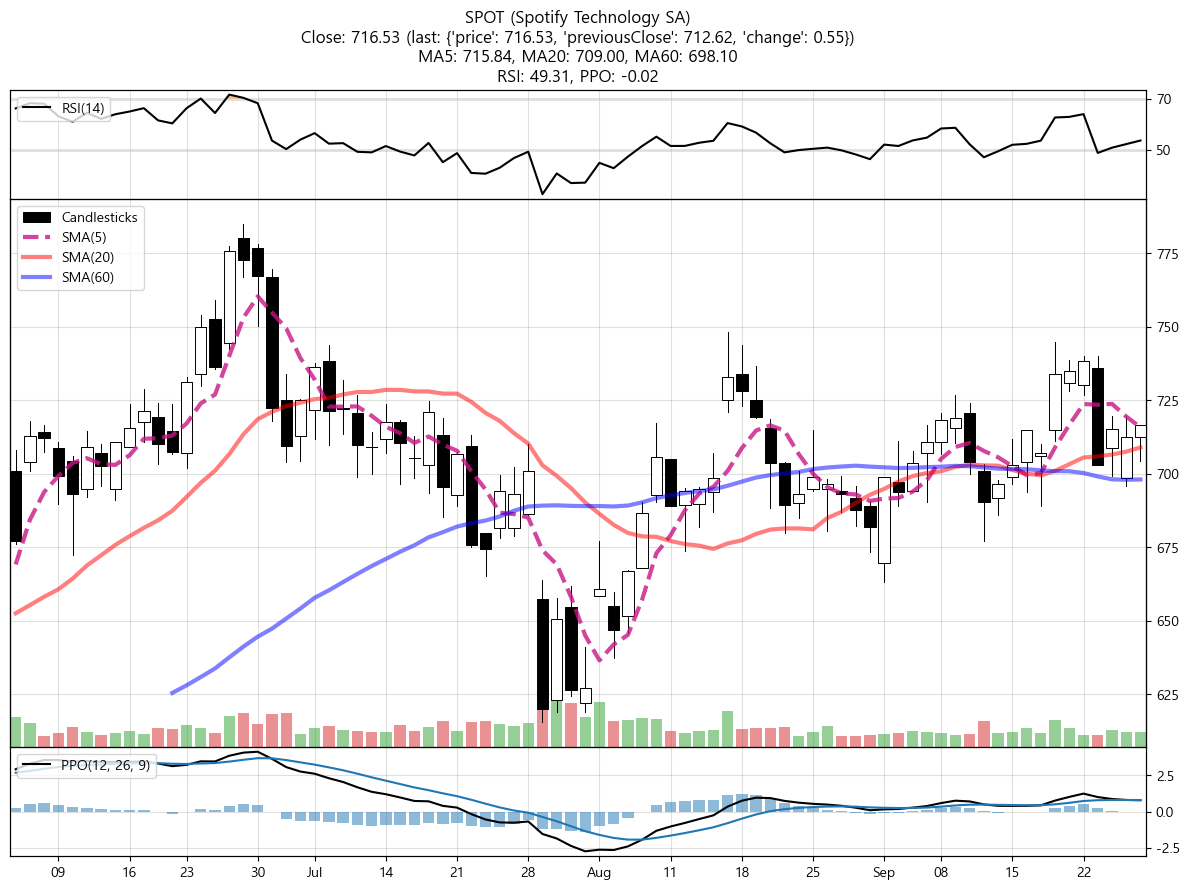 SPOT (Spotify Technology SA)
Close: 716.53 (last: {'price': 716.53, 'previousClose': 712.62, 'change': 0.55})
MA5: 715.84, MA20: 709.00, MA60: 698.10
RSI: 49.31, PPO: -0.02
RSI(14)
70
50
Candlesticks
SMA(5)
SMA(20)
SMA(60)
775
750
725
700
675
650
625
PPO(12, 26, 9)
2.5
0.0
-2.5
09 16 23 30 Jul 14 21 28 Aug 11 18 25 Sep 08 15 22